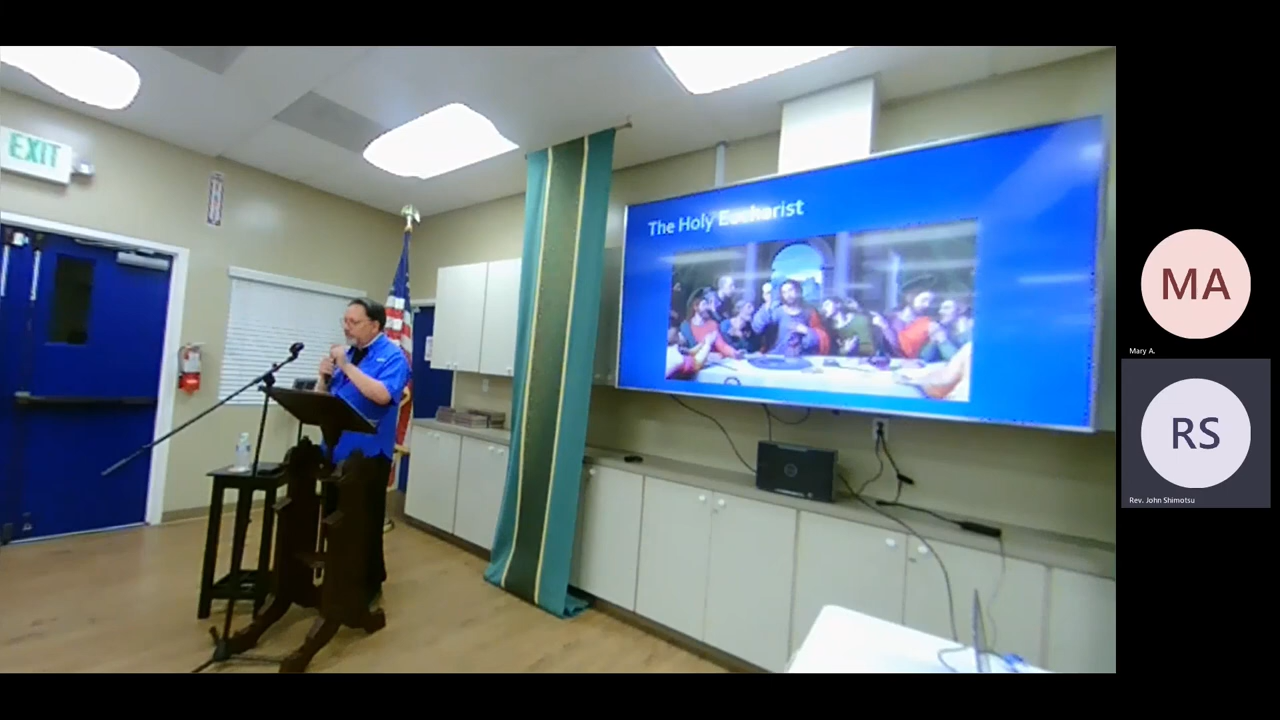 EXIT
The Holy Eucharist
MA
Mary A.
RS
Rev. John Shimotsu